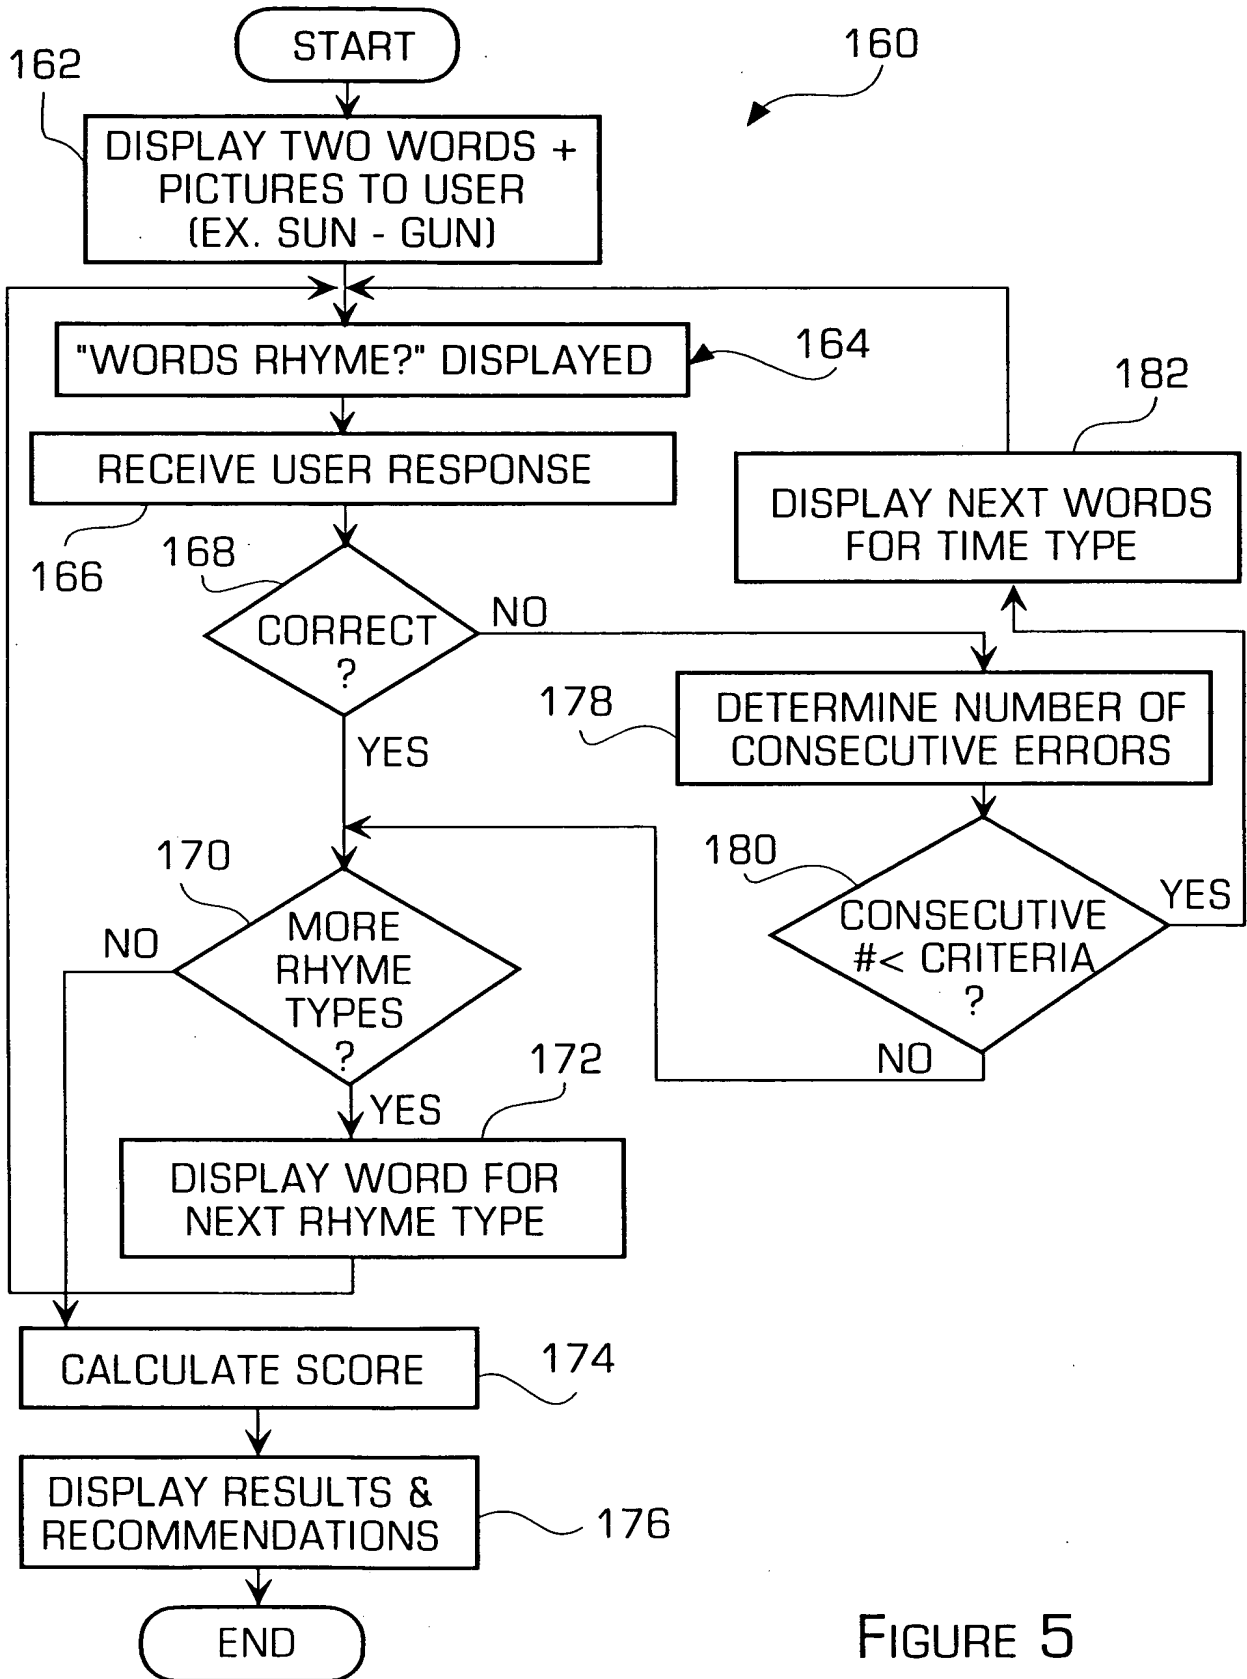 START
160
162
DISPLAY TWO WORDS +
PICTURES TO USER
(EX. SUN - GUN)
"WORDS RHYME?" DISPLAYED
164
RECEIVE USER RESPONSE
166
168
CORRECT
?
NO
YES
182
DISPLAY NEXT WORDS
FOR TIME TYPE
178
DETERMINE NUMBER OF
CONSECUTIVE ERRORS
180
CONSECUTIVE
#< CRITERIA
?
YES
NO
170
MORE
RHYME
TYPES
?
NO
YES
172
DISPLAY WORD FOR
NEXT RHYME TYPE
CALCULATE SCORE
174
DISPLAY RESULTS &
RECOMMENDATIONS
176
END
FIGURE 5